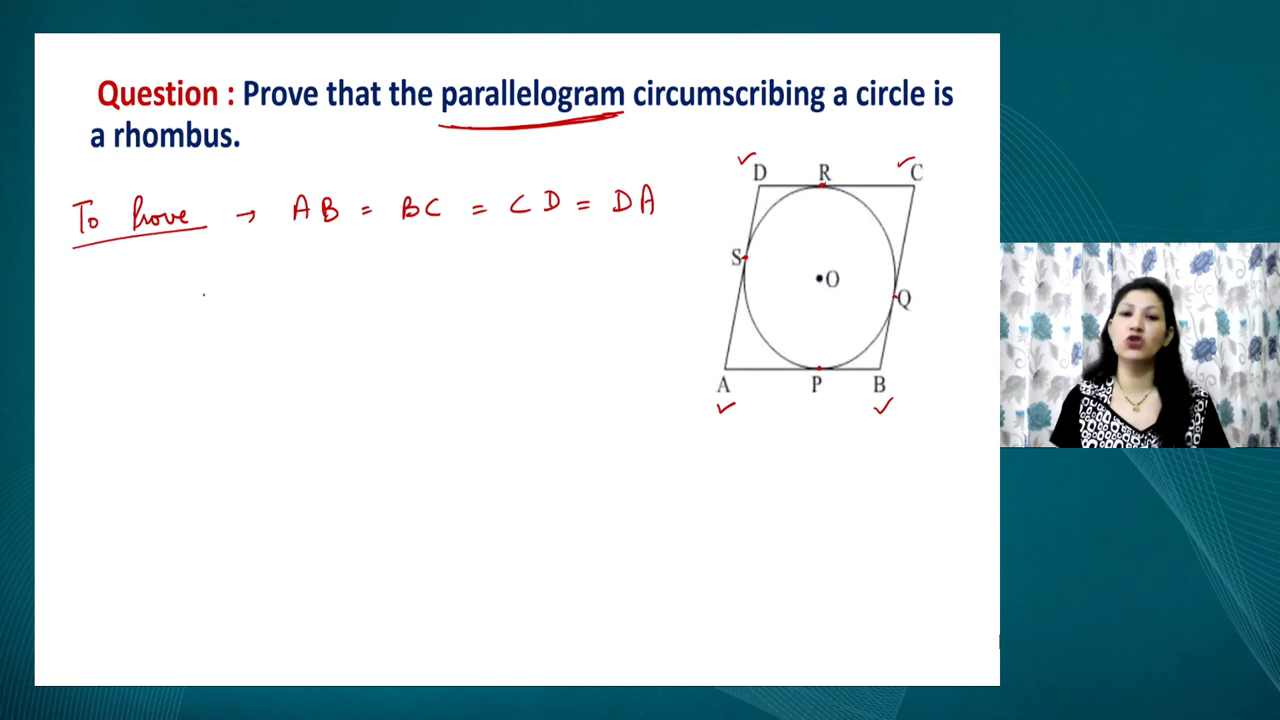 Question : Prove that the parallelogram circumscribing a circle is
a rhombus.
To Prove → AB = BC = CD = DA
D R C
S
O
Q
A P B